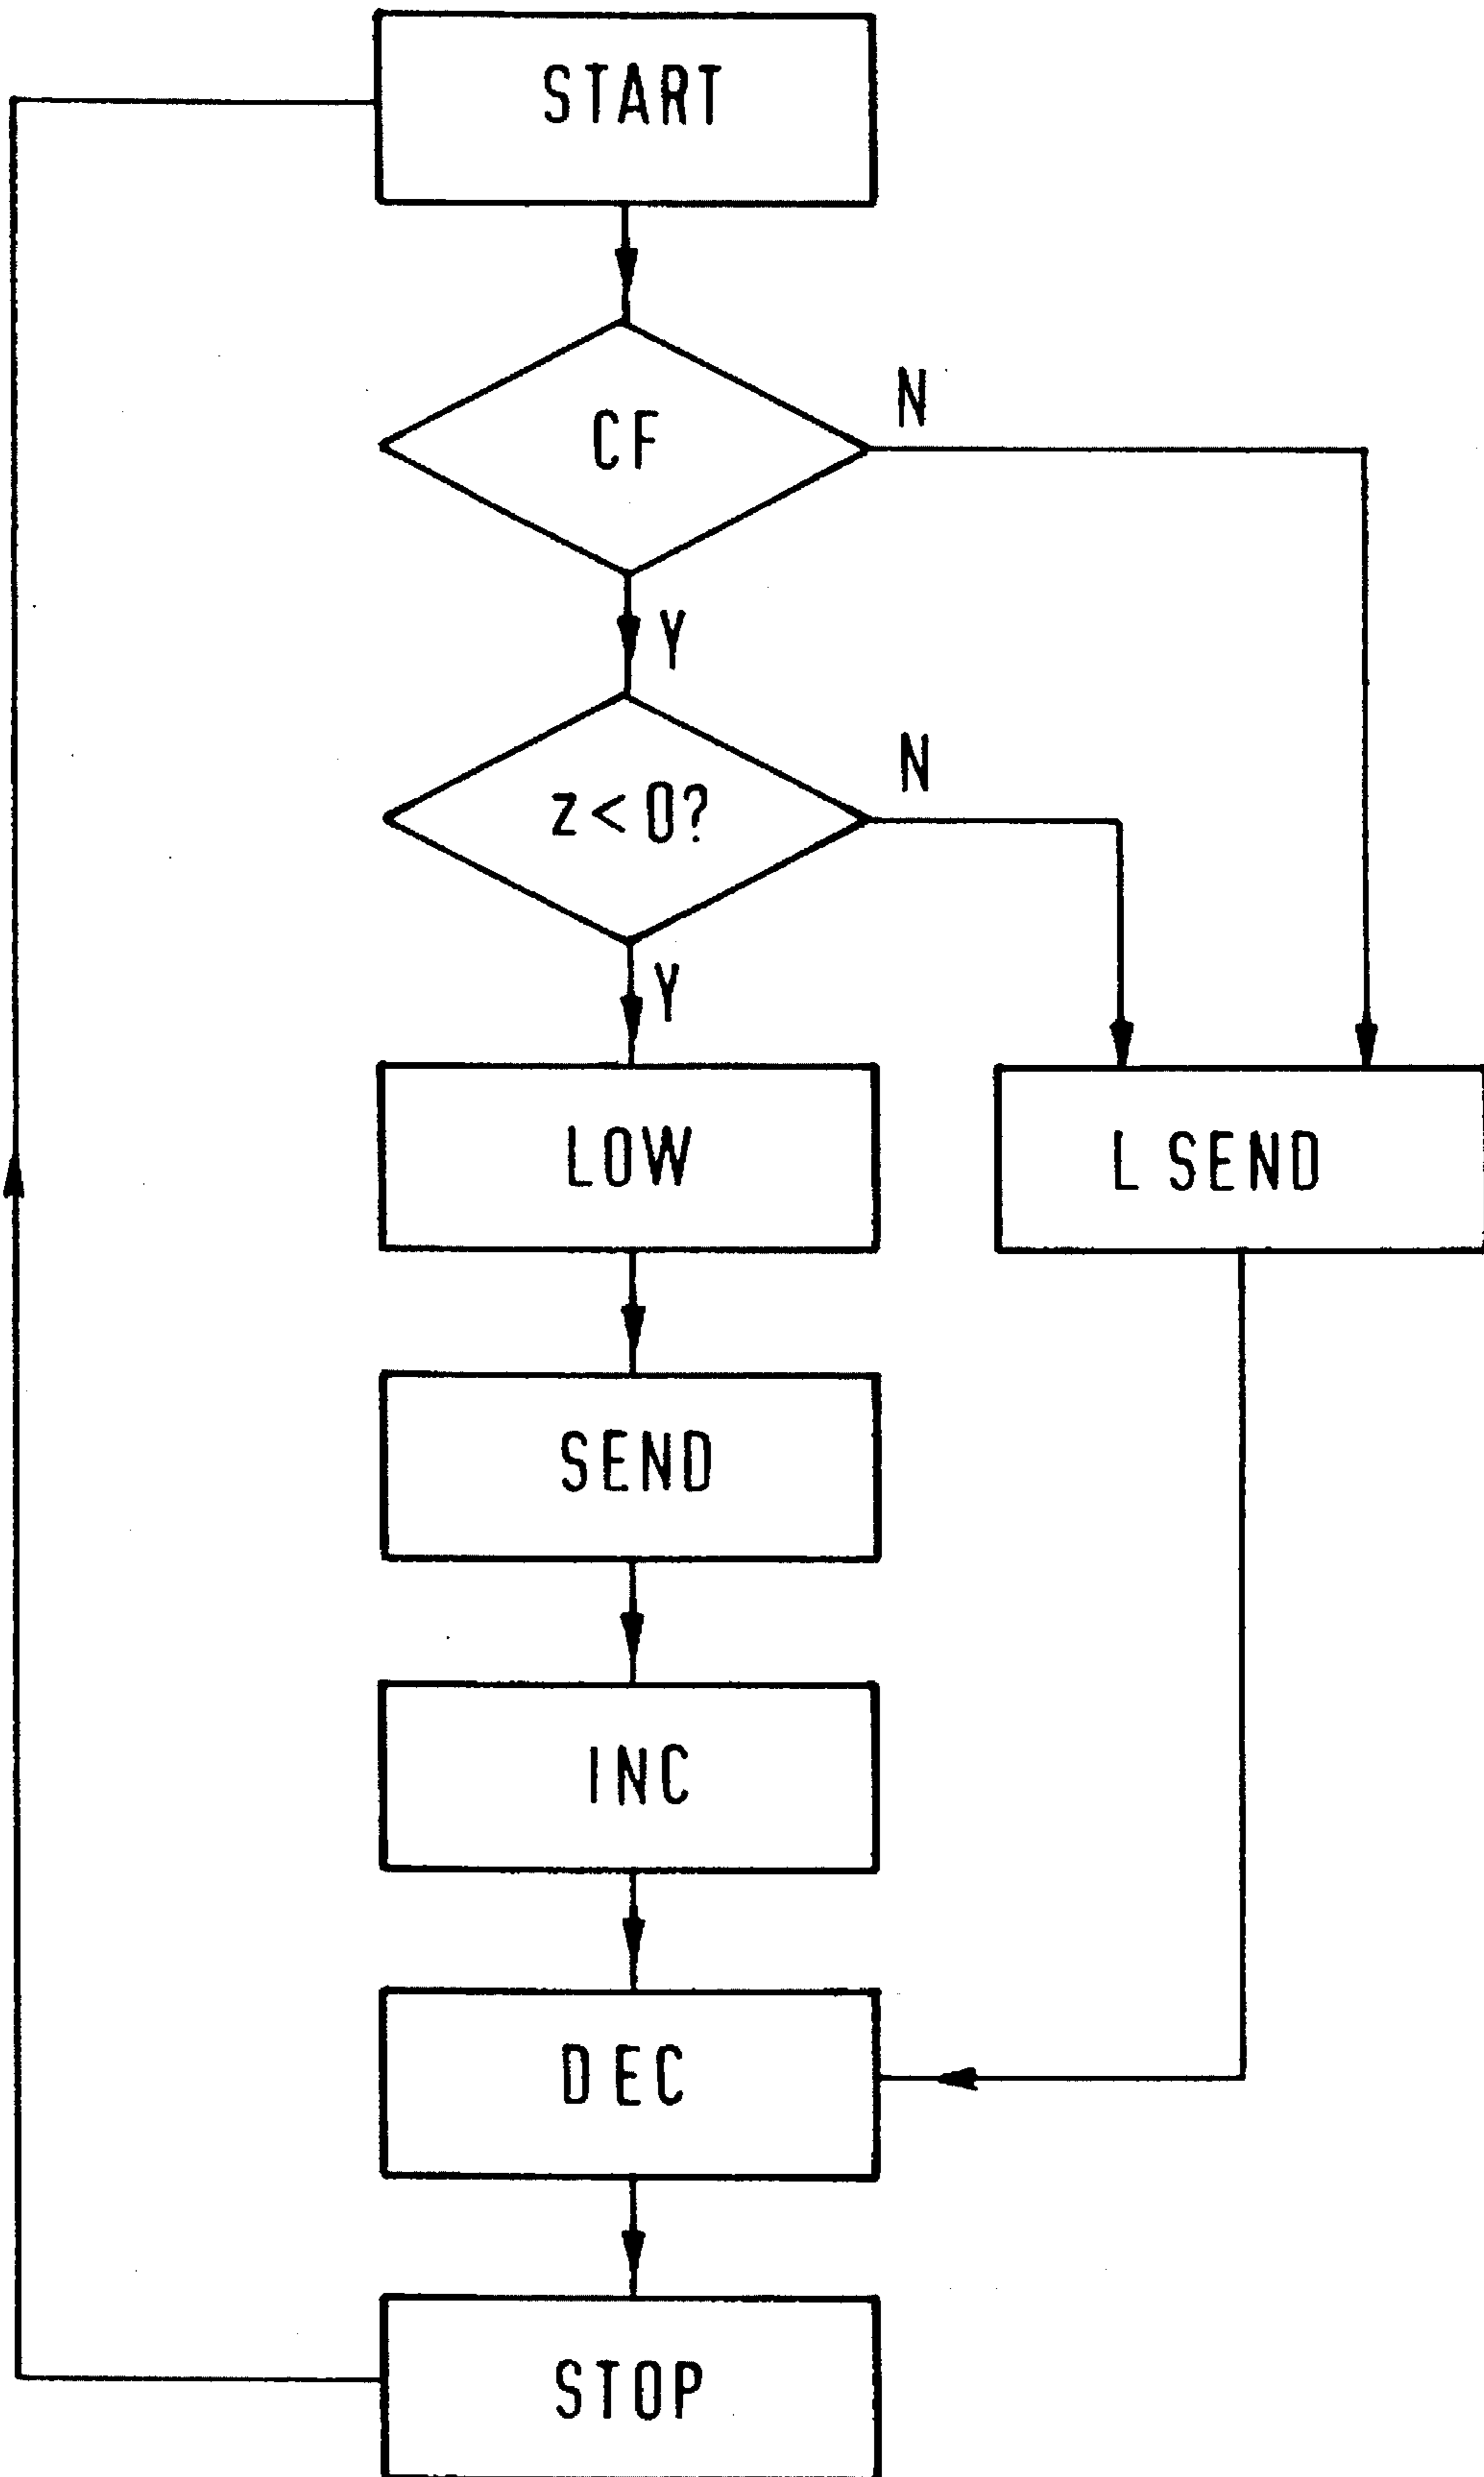 START
CF
N
Y
z < 0?
N
Y
LOW
L SEND
SEND
INC
DEC
STOP